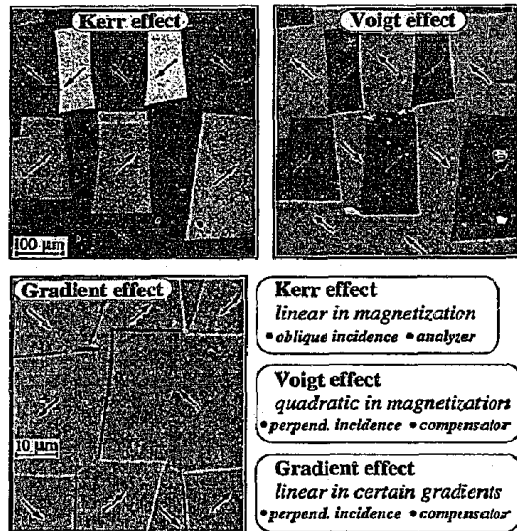 Kerr effect
Voigt effect
100 µm
Gradient effect
10 µm
Kerr effect
linear in magnetization
•oblique incidence •analyzer
Voigt effect
quadratic in magnetization
•perpend. incidence •compensator
Gradient effect
linear in certain gradients
•perpend. incidence •compensator